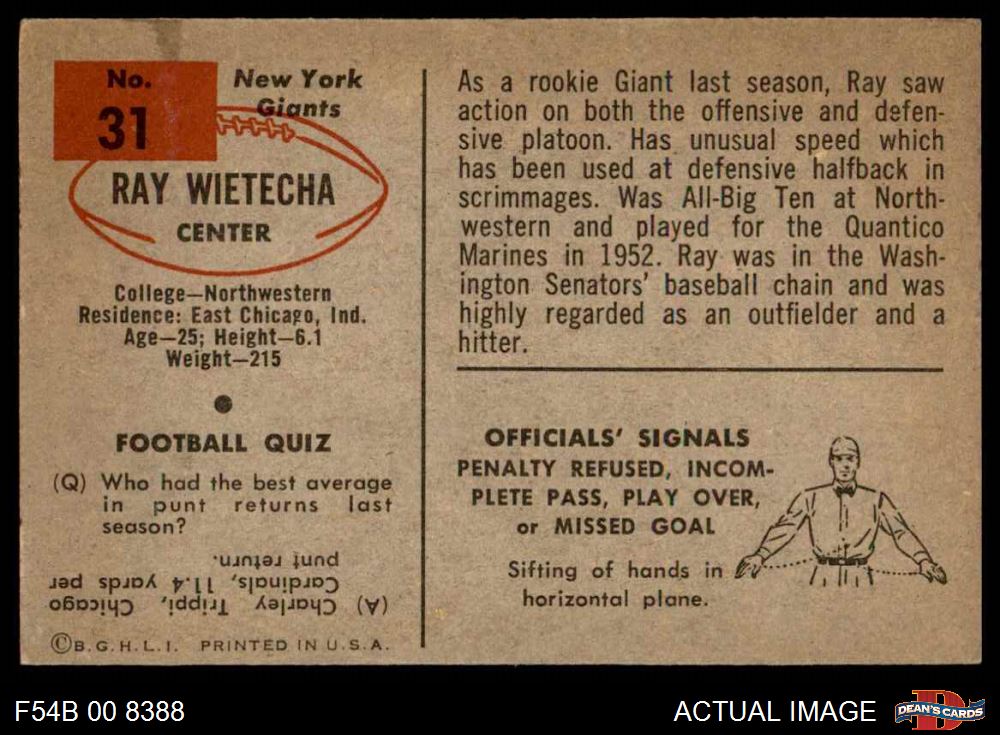 No.
31
New York
Giants
RAY WIETECHA
CENTER
College—Northwestern
Residence: East Chicago, Ind.
Age—25; Height—6.1
Weight—215
FOOTBALL QUIZ
(Q) Who had the best average
in punt returns last
season?
(A) Charley Trippi, Chicago
Cardinals, 11.4 yards per
punt return.
©B.G.H.L.I. PRINTED IN U.S.A.
As a rookie Giant last season, Ray saw
action on both the offensive and defen-
sive platoon. Has unusual speed which
has been used at defensive halfback in
scrimmages. Was All-Big Ten at North-
western and played for the Quantico
Marines in 1952. Ray was in the Wash-
ington Senators' baseball chain and was
highly regarded as an outfielder and a
hitter.
OFFICIALS' SIGNALS
PENALTY REFUSED, INCOM-
PLETE PASS, PLAY OVER,
or MISSED GOAL
Sifting of hands in
horizontal plane.
F54B 00 8388
ACTUAL IMAGE
DEAN'S CARDS